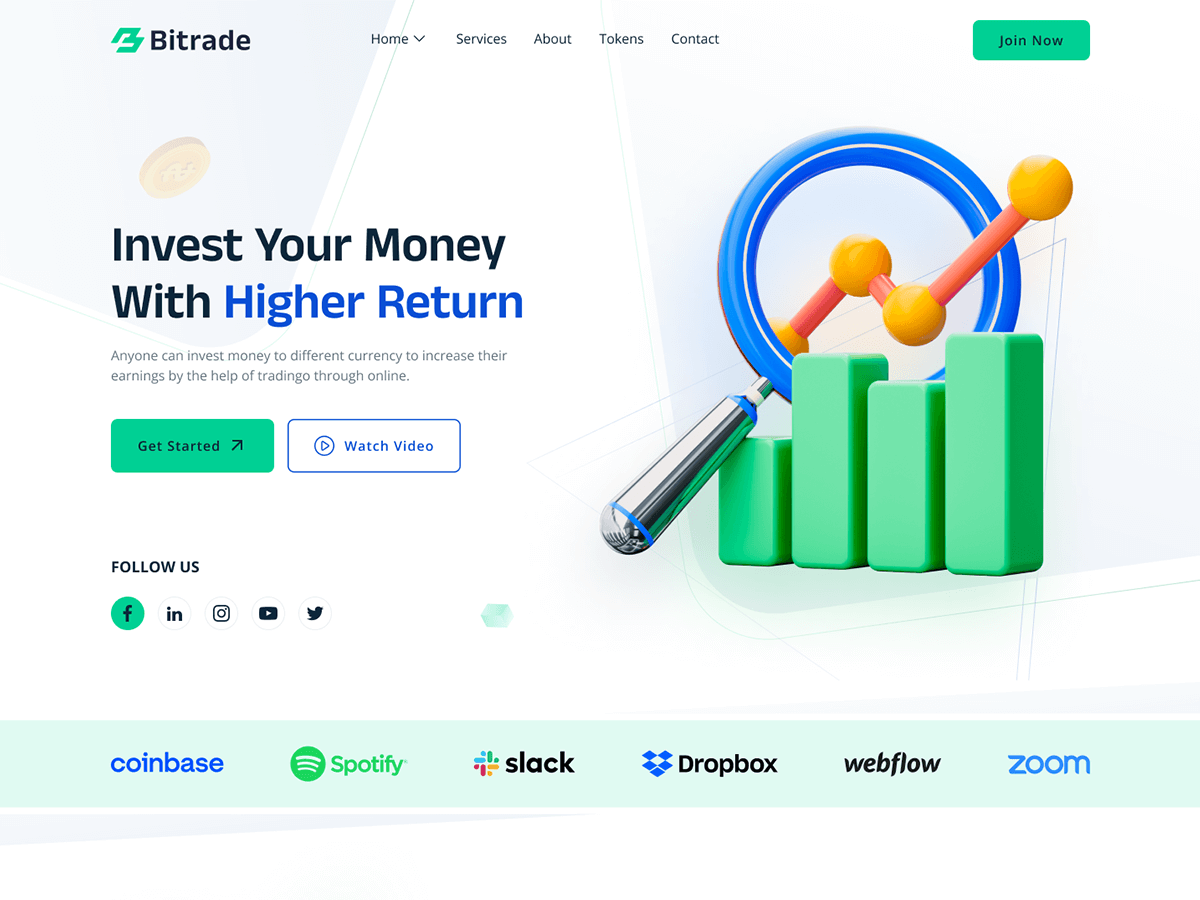 Bitrade
Home
Services
About
Tokens
Contact
Join Now
Invest Your Money
With Higher Return
Anyone can invest money to different currency to increase their
earnings by the help of tradingo through online.
Get Started
Watch Video
FOLLOW US
coinbase
Spotify
slack
Dropbox
webflow
zoom